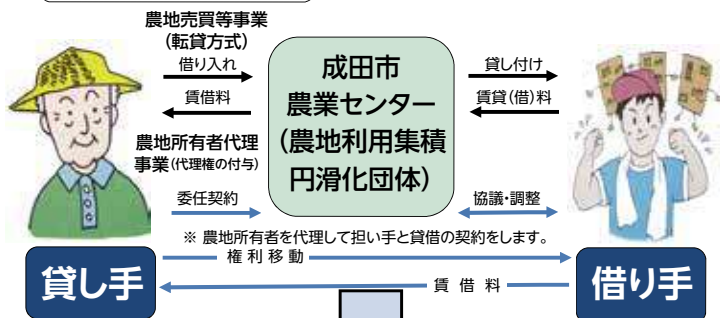 農地売買等事業
(転貸方式)
借り入れ
賃借料
農地所有者代理
事業(代理権の付与)
委任契約
成田市
農業センター
(農地利用集積
円滑化団体)
貸し付け
賃貸(借)料
協議・調整
※ 農地所有者を代理して担い手と貸借の契約をします。
権利移動
賃借料
貸し手
借り手